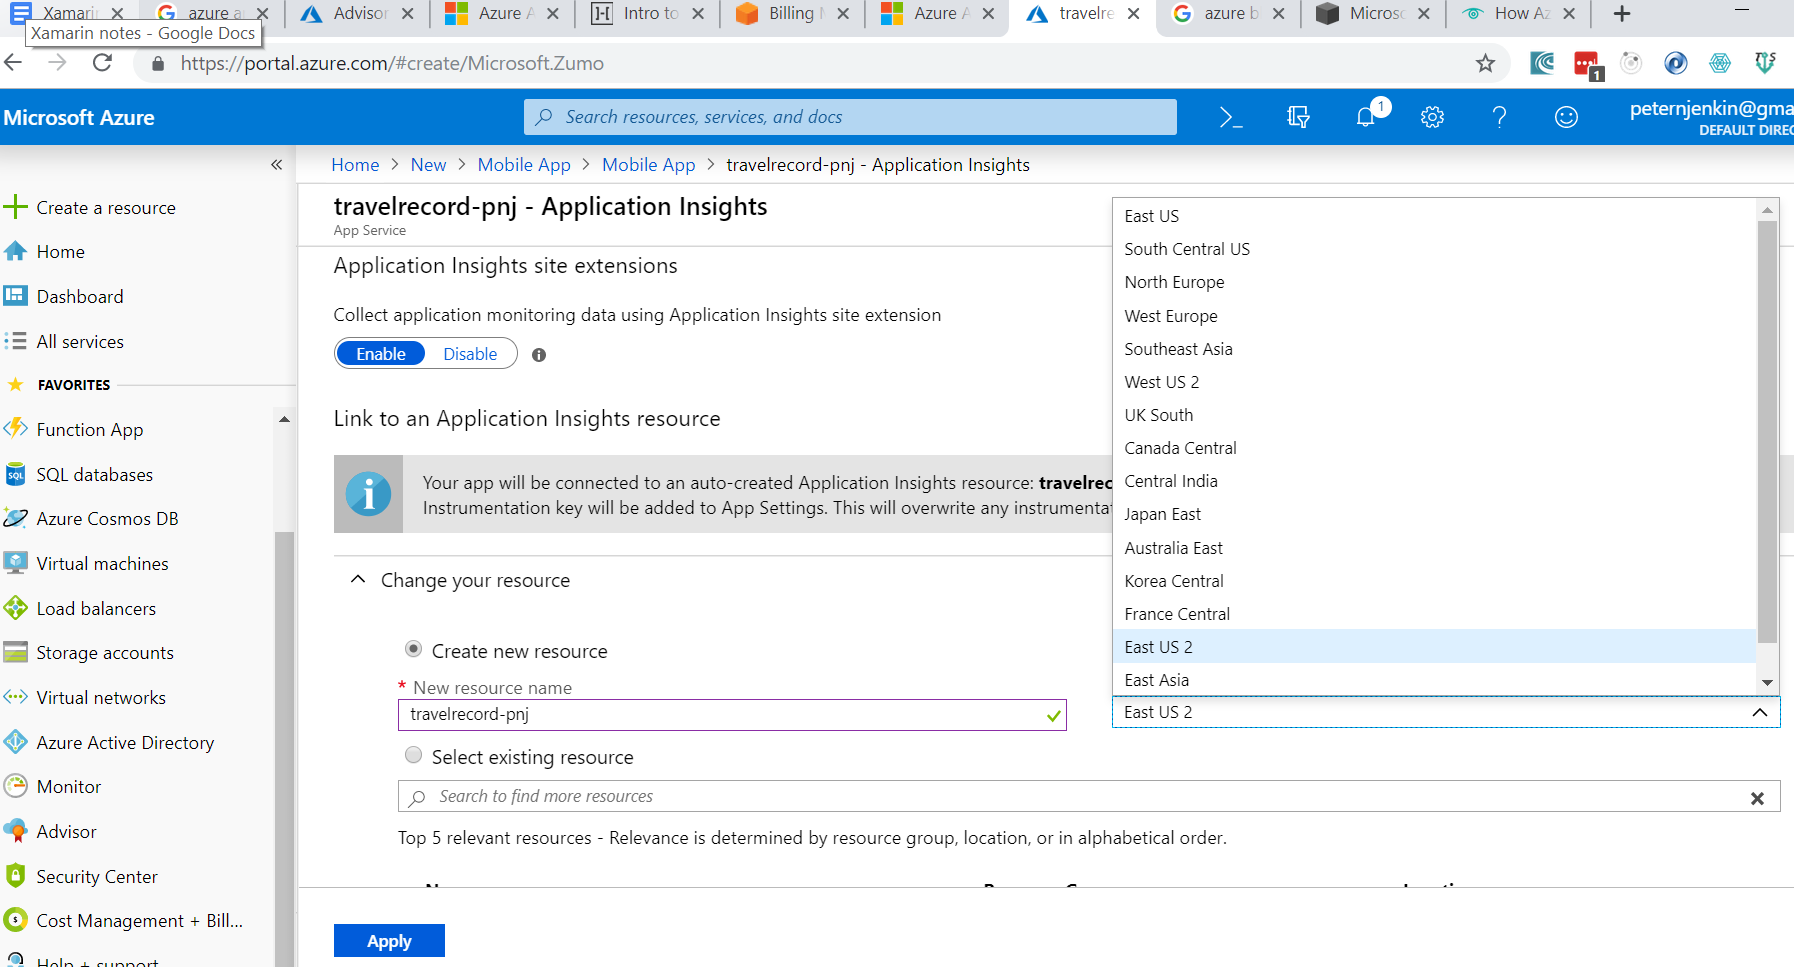 Xamari
azure a
Advisor
Azure A
Intro to
Billing
Azure A
travelre
azure b
Micros
How Az
Xamarin notes - Google Docs
https://portal.azure.com/#create/Microsoft.Zumo
1
Microsoft Azure
Search resources, services, and docs
1
peternjenkin@gma
DEFAULT DIREC
Home > New > Mobile App > Mobile App > travelrecord-pnj - Application Insights
Create a resource
Home
Dashboard
All services
FAVORITES
Function App
SQL databases
Azure Cosmos DB
Virtual machines
Load balancers
Storage accounts
Virtual networks
Azure Active Directory
Monitor
Advisor
Security Center
Cost Management + Bill...
Help + support
travelrecord-pnj - Application Insights
App Service
Application Insights site extensions
Collect application monitoring data using Application Insights site extension
Enable Disable
Link to an Application Insights resource
Your app will be connected to an auto-created Application Insights resource: travelrec
Instrumentation key will be added to App Settings. This will overwrite any instrumenta
Change your resource
Create new resource
* New resource name
travelrecord-pnj
East US
South Central US
North Europe
West Europe
Southeast Asia
West US 2
UK South
Canada Central
Central India
Japan East
Australia East
Korea Central
France Central
East US 2
East Asia
East US 2
Select existing resource
Search to find more resources
Top 5 relevant resources - Relevance is determined by resource group, location, or in alphabetical order.
Apply